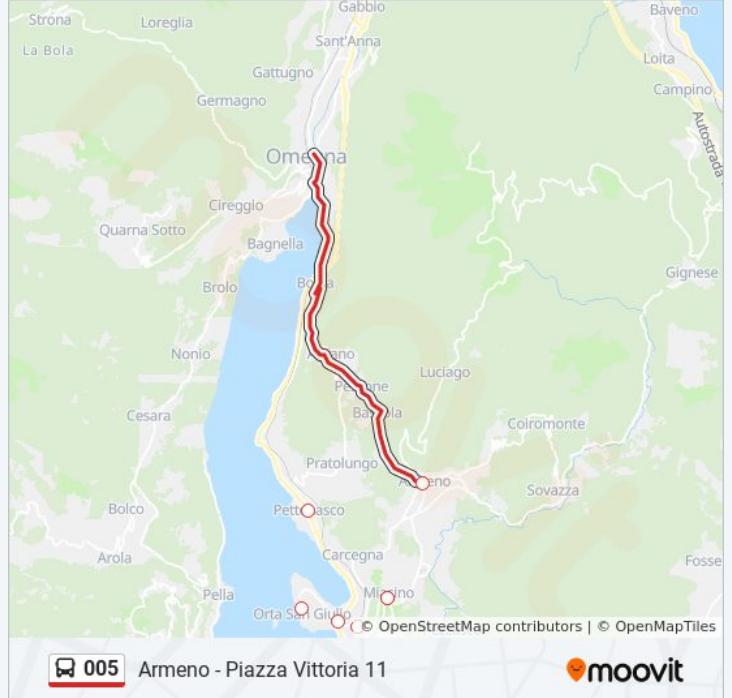 Gabbio
Baveno
Strona
Loreglia
Sant'Anna
La Bola
Loita
Gattugno
Campino
Germagno
Autostrada
Omegna
Cireggio
Quarna Sotto
Bagnella
Gignese
Brolo
Nonio
Luciago
Cesara
Coiromonte
Pratolungo
Armeno
Sovazza
Bolco
Pettenasco
Carcegna
Arola
Fosse
Pella
Miasino
Orta San Giulio
© OpenStreetMap contributors | © OpenMapTiles
005 Armeno - Piazza Vittoria 11
moovit